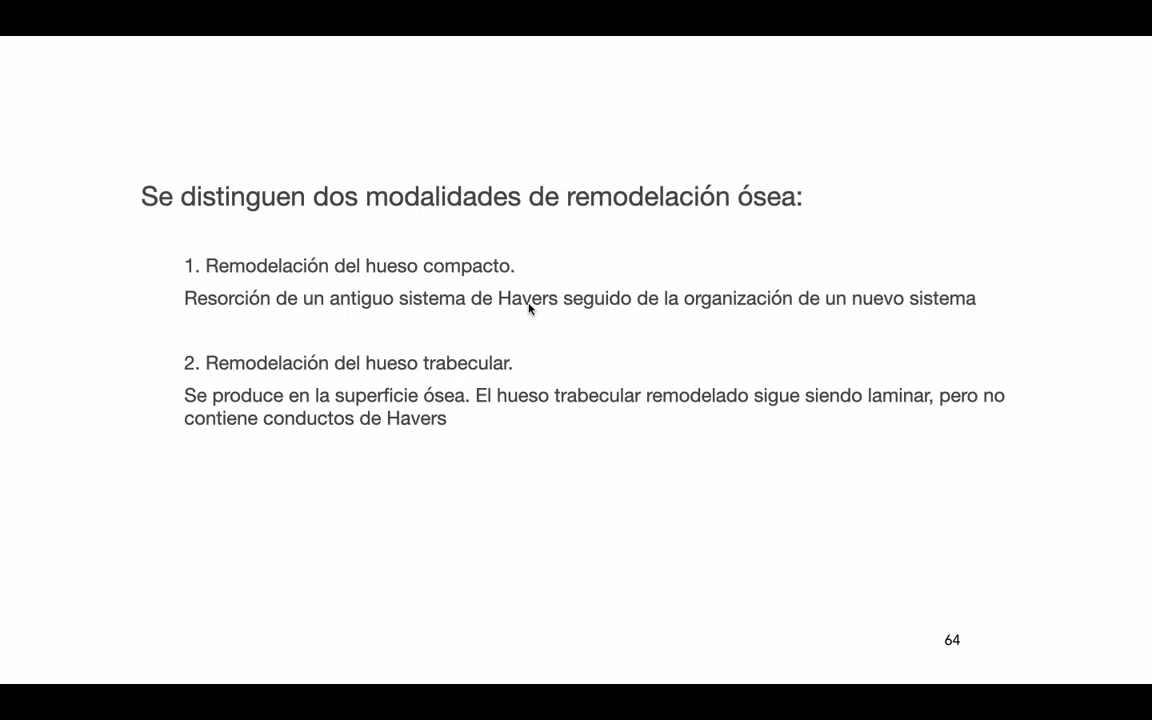 Se distinguen dos modalidades de remodelación ósea:
1. Remodelación del hueso compacto.
Resorción de un antiguo sistema de Havers seguido de la organización de un nuevo sistema
2. Remodelación del hueso trabecular.
Se produce en la superficie ósea. El hueso trabecular remodelado sigue siendo laminar, pero no
contiene conductos de Havers
64